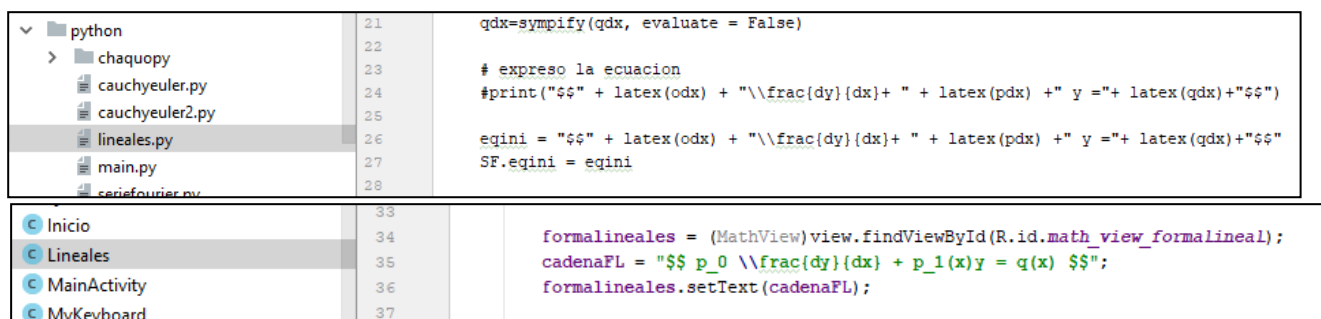 python
chaquopy
cauchyeuler.py
cauchyeuler2.py
lineales.py
main.py
seriefourier.py
21 qdx=sympify(qdx, evaluate = False)
22
23 # expreso la ecuacion
24 #print("$$" + latex(odx) + "\\frac{dy}{dx}+ " + latex(pdx) +" y ="+ latex(qdx)+"$$")
25
26 eqini = "$$" + latex(odx) + "\\frac{dy}{dx}+ " + latex(pdx) +" y ="+ latex(qdx)+"$$"
27 SF.eqini = eqini
28
C Inicio
C Lineales
C MainActivity
C MyKeyboard
33
34 formalineales = (MathView)view.findViewById(R.id.math_view_formalineal);
35 cadenaFL = "$$ p_0 \\frac{dy}{dx} + p_1(x)y = q(x) $$";
36 formalineales.setText(cadenaFL);
37